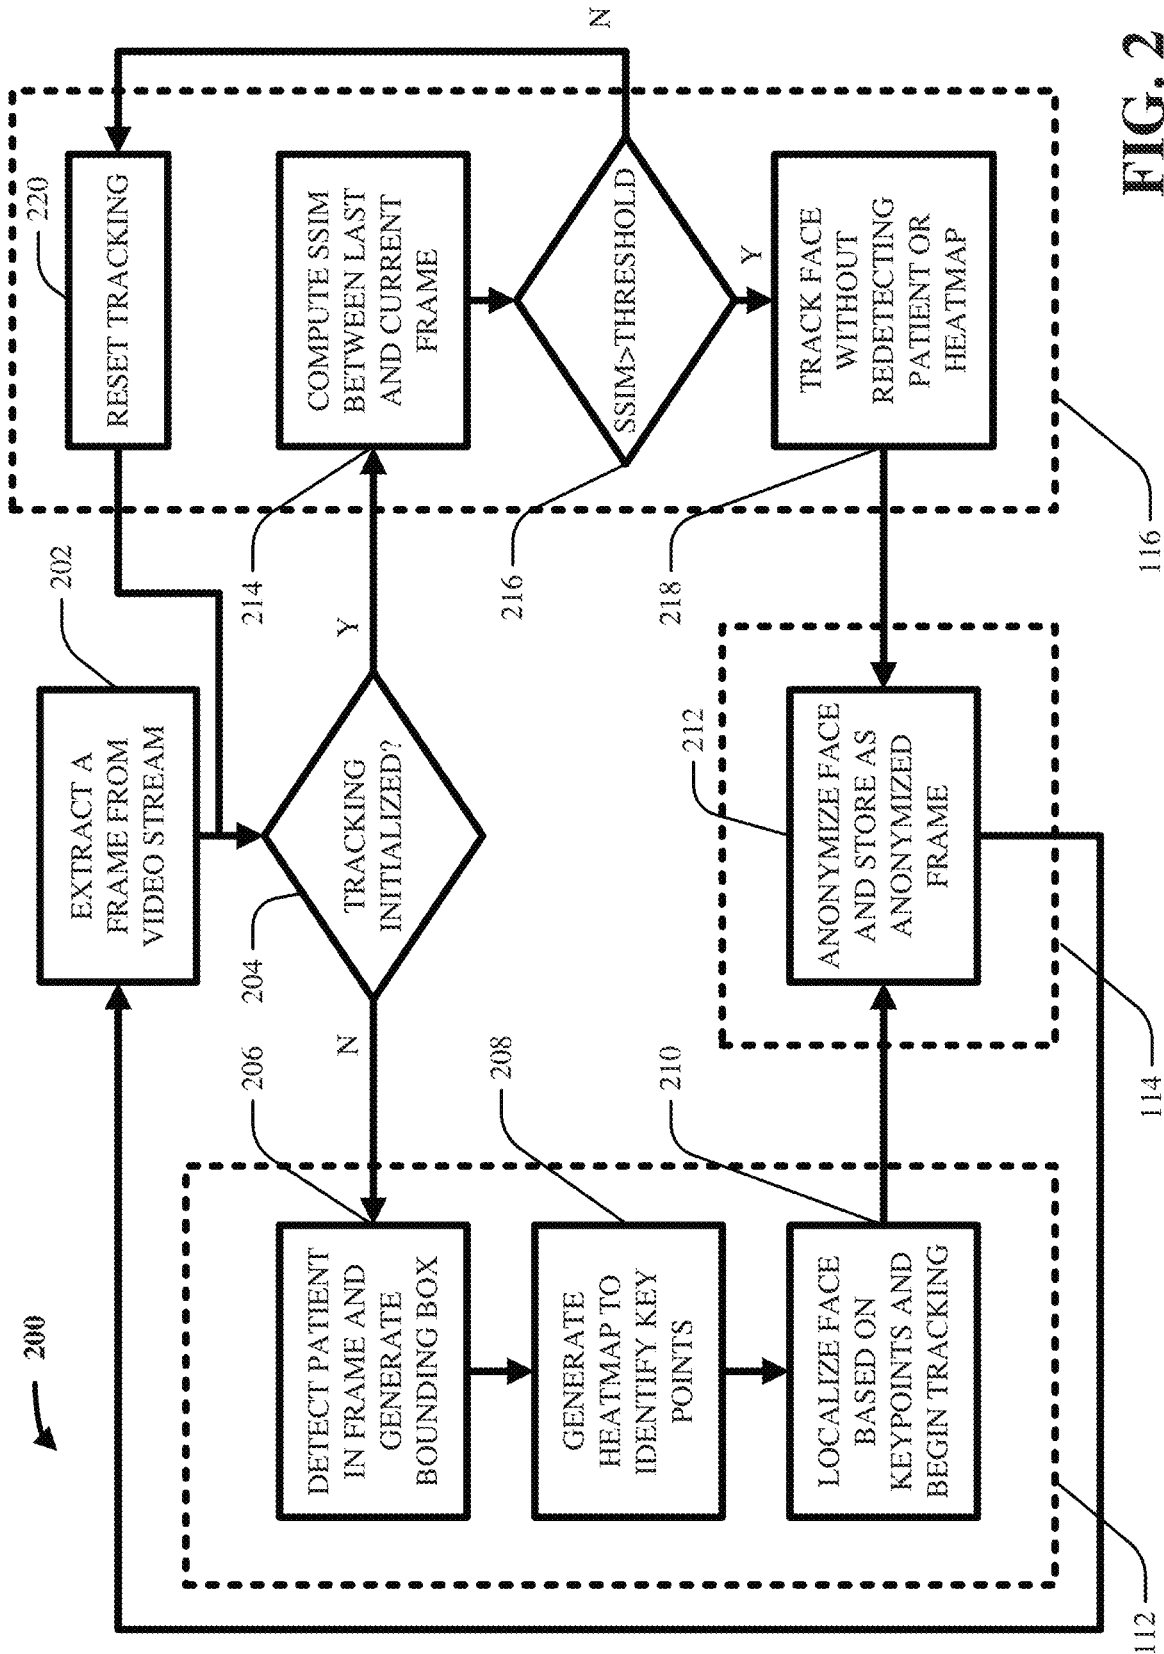 200
EXTRACT A
FRAME FROM
VIDEO STREAM
202
RESET TRACKING
220
TRACKING
INITIALIZED?
204
N
Y
DETECT PATIENT
IN FRAME AND
GENERATE
BOUNDING BOX
206
COMPUTE SSIM
BETWEEN LAST
AND CURRENT
FRAME
214
GENERATE
HEATMAP TO
IDENTIFY KEY
POINTS
208
SSIM>THRESHOLD
216
N
Y
LOCALIZE FACE
BASED ON
KEYPOINTS AND
BEGIN TRACKING
210
ANONYMIZE FACE
AND STORE AS
ANONYMIZED
FRAME
212
TRACK FACE
WITHOUT
REDETECTING
PATIENT OR
HEATMAP
218
112
114
116
FIG. 2